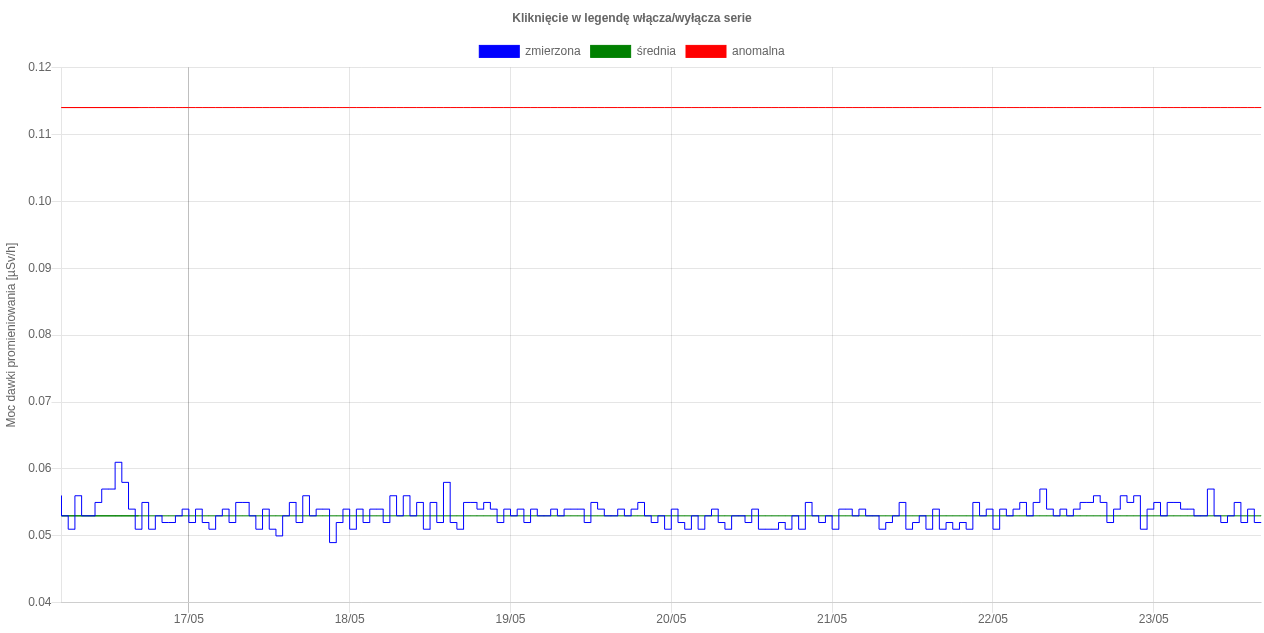 Kliknięcie w legendę włącza/wyłącza serie
zmierzona średnia anomalna
Moc dawki promieniowania [µSv/h]
0.12
0.11
0.10
0.09
0.08
0.07
0.06
0.05
0.04
17/05 18/05 19/05 20/05 21/05 22/05 23/05